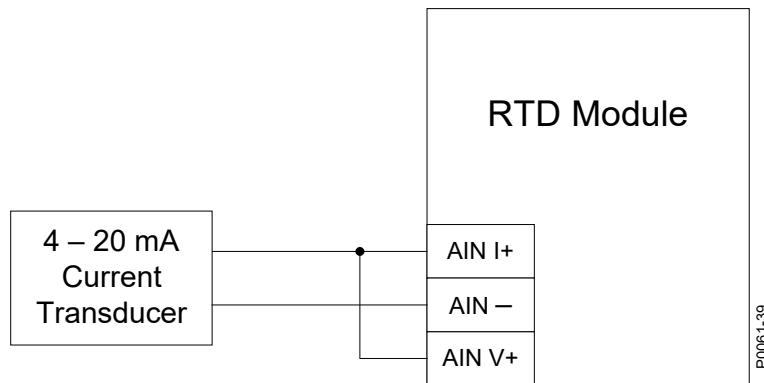 RTD Module
4 – 20 mA
Current
Transducer
AIN I+
AIN –
AIN V+
P0061-39